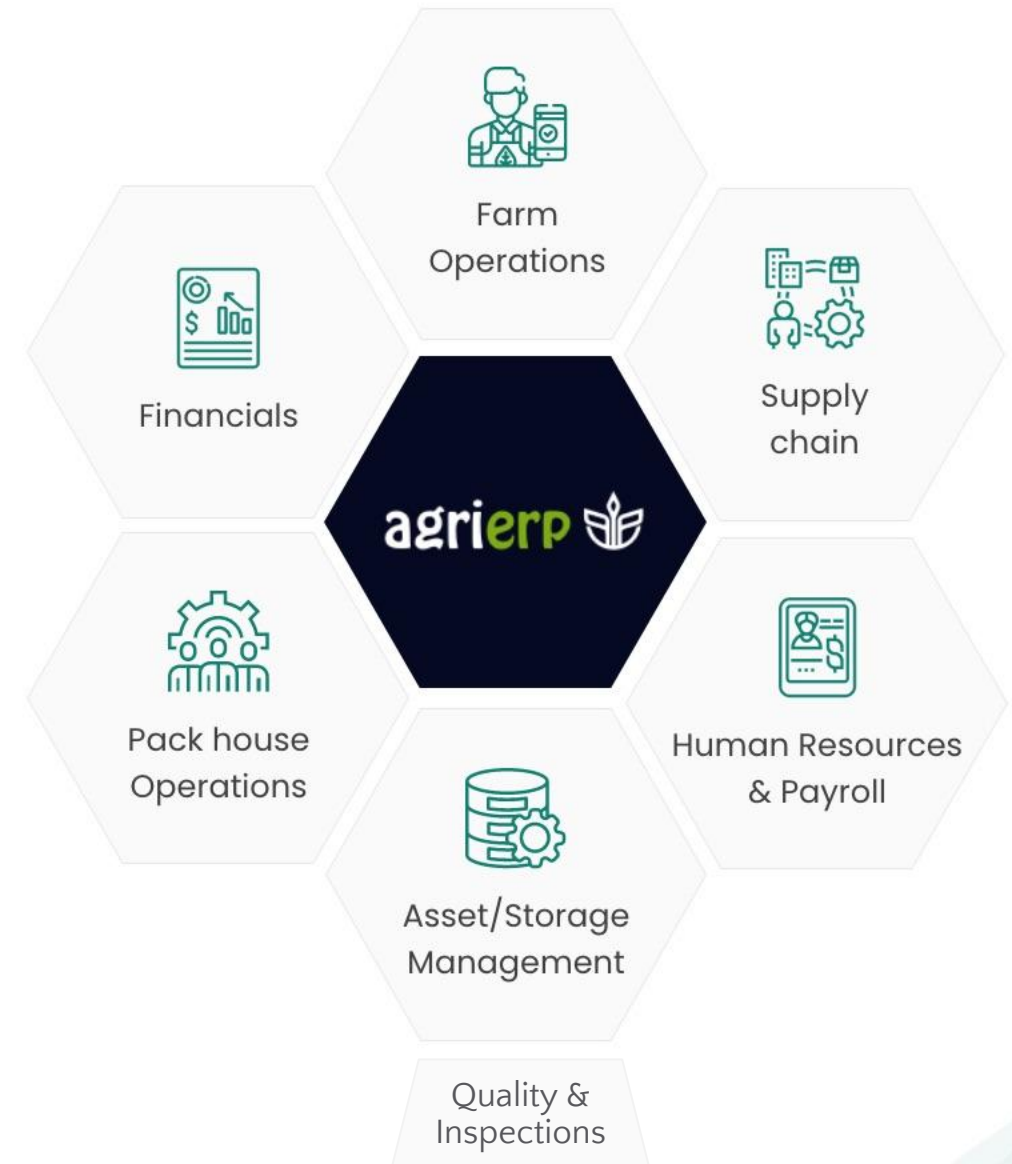 Farm
Operations
Financials
Supply
chain
agrierp
Pack house
Operations
Human Resources
& Payroll
Asset/Storage
Management
Quality &
Inspections